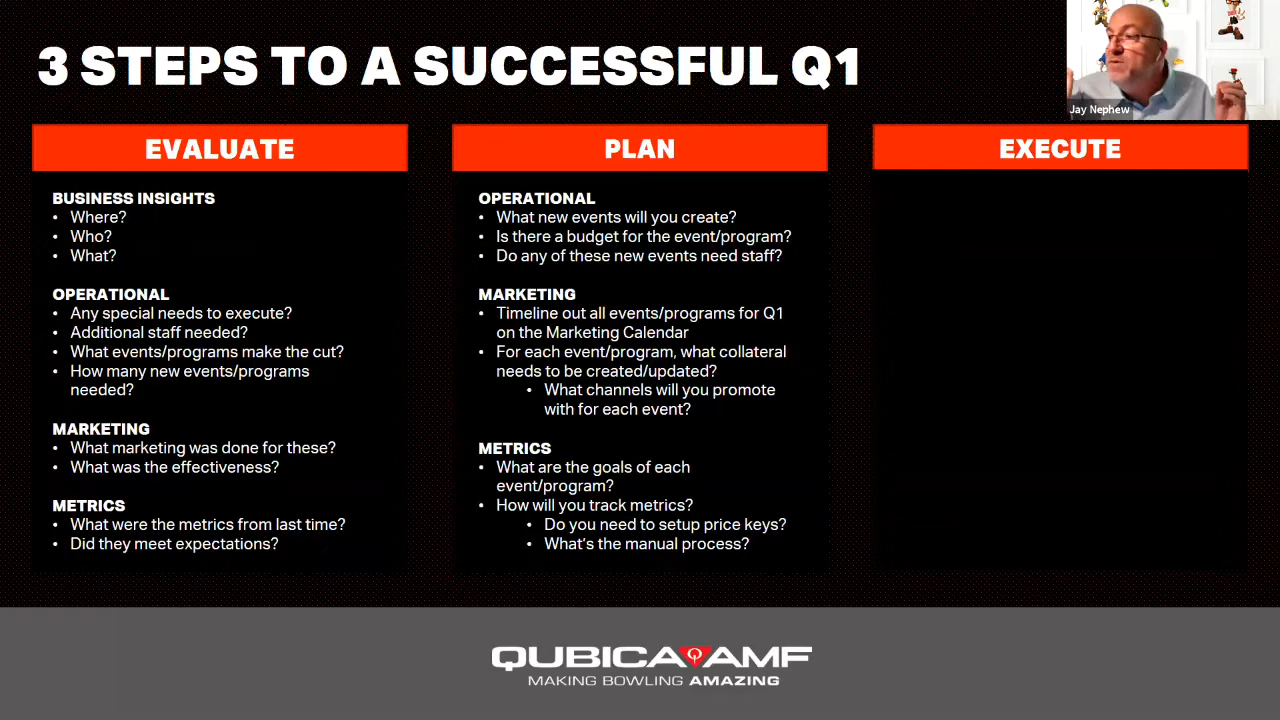 3 STEPS TO A SUCCESSFUL Q1
Jay Nephew
EVALUATE
BUSINESS INSIGHTS
• Where?
• Who?
• What?
OPERATIONAL
• Any special needs to execute?
• Additional staff needed?
• What events/programs make the cut?
• How many new events/programs
needed?
MARKETING
• What marketing was done for these?
• What was the effectiveness?
METRICS
• What were the metrics from last time?
• Did they meet expectations?
PLAN
OPERATIONAL
• What new events will you create?
• Is there a budget for the event/program?
• Do any of these new events need staff?
MARKETING
• Timeline out all events/programs for Q1
on the Marketing Calendar
• For each event/program, what collateral
needs to be created/updated?
• What channels will you promote
with for each event?
METRICS
• What are the goals of each
event/program?
• How will you track metrics?
• Do you need to setup price keys?
• What's the manual process?
EXECUTE
QUBICA AMF
MAKING BOWLING AMAZING